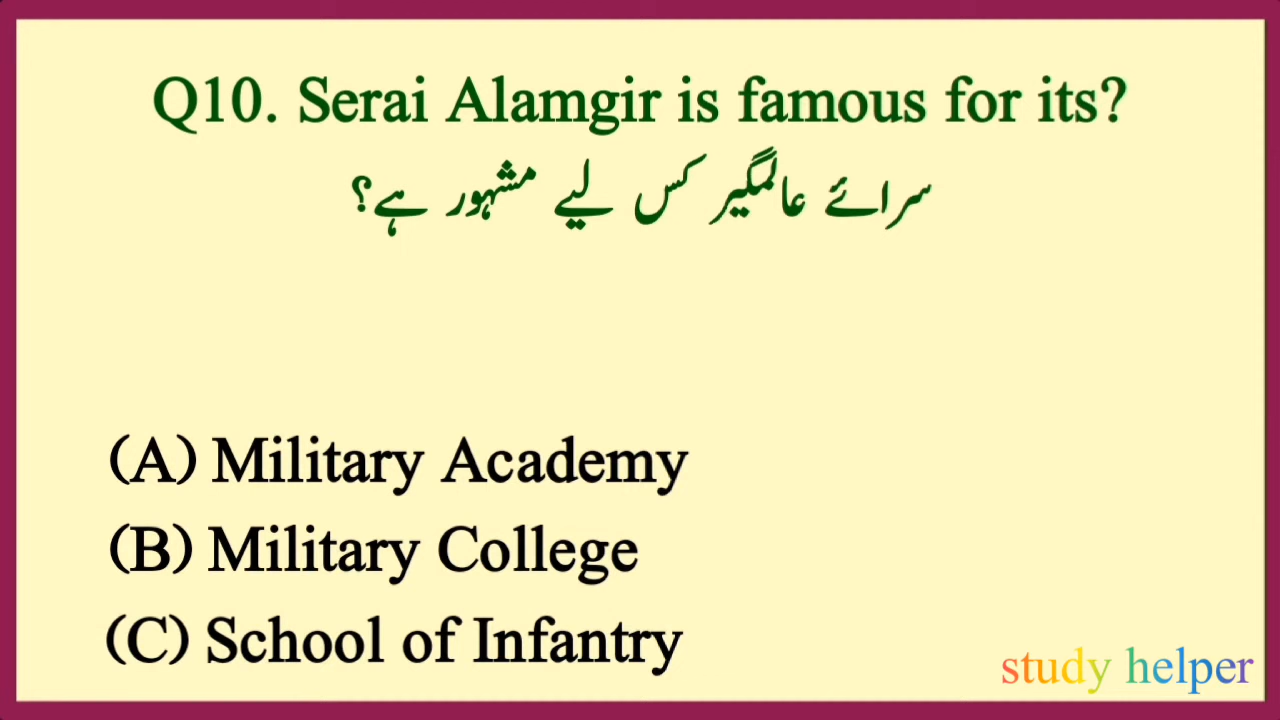 Q10. Serai Alamgir is famous for its?
سرائے عالمگیر کس لیے مشہور ہے؟
(A) Military Academy
(B) Military College
(C) School of Infantry
study helper